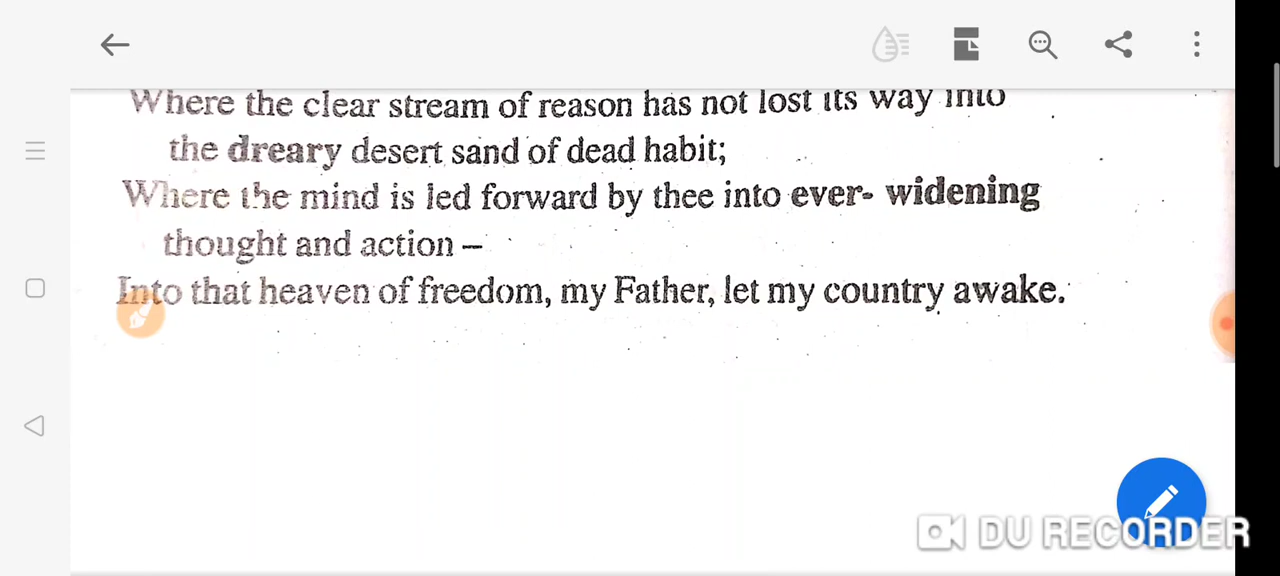 Where the clear stream of reason has not lost its way into
the dreary desert sand of dead habit;
Where the mind is led forward by thee into ever- widening
thought and action –
Into that heaven of freedom, my Father, let my country awake.
DU RECORDER